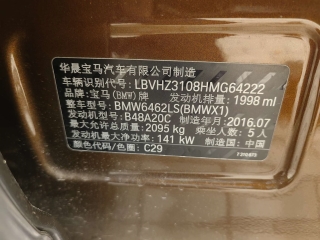 华晨宝马汽车有限公司制造
车辆识别代号: LBVHZ3108HMG64222
品牌: 宝马(BMW)牌 发动机排量: 1998 ml
整车型号: BMW6462LS(BMWX1)
发动机型号: B48A20C 制造年月: 2016.07
最大允许总质量: 2095 kg 乘坐人数: 5 人
发动机最大净功率: 141 kW 制造国: 中国
颜色代码/色圈: C29